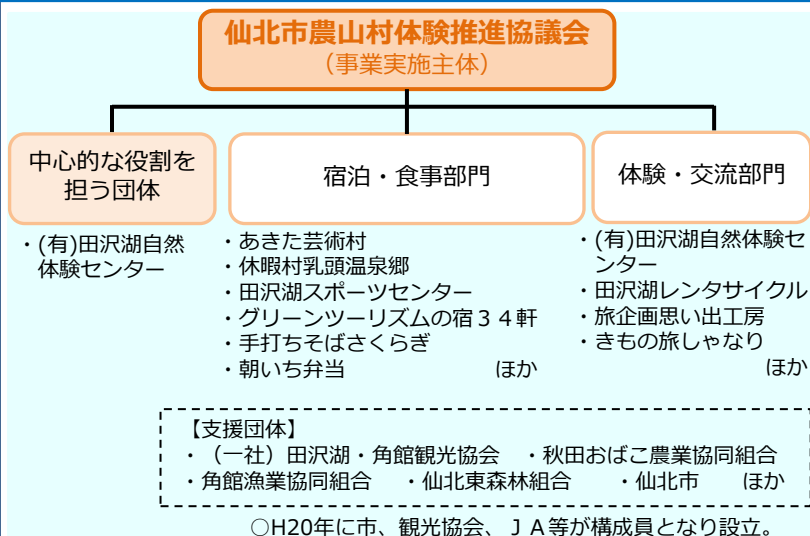 仙北市農山村体験推進協議会
（事業実施主体）
中心的な役割を
担う団体
宿泊・食事部門
体験・交流部門
・(有)田沢湖自然
体験センター
・あきた芸術村
・休暇村乳頭温泉郷
・田沢湖スポーツセンター
・グリーンツーリズムの宿３４軒
・手打ちそばさくらぎ
・朝いち弁当　ほか
・(有)田沢湖自然体験セ
ンター
・田沢湖レンタサイクル
・旅企画思い出工房
・きもの旅しゃなり
ほか
【支援団体】
・（一社）田沢湖・角館観光協会　・秋田おばこ農業協同組合
・角館漁業協同組合　・仙北東森林組合　・仙北市　ほか
○H20年に市、観光協会、ＪＡ等が構成員となり設立。